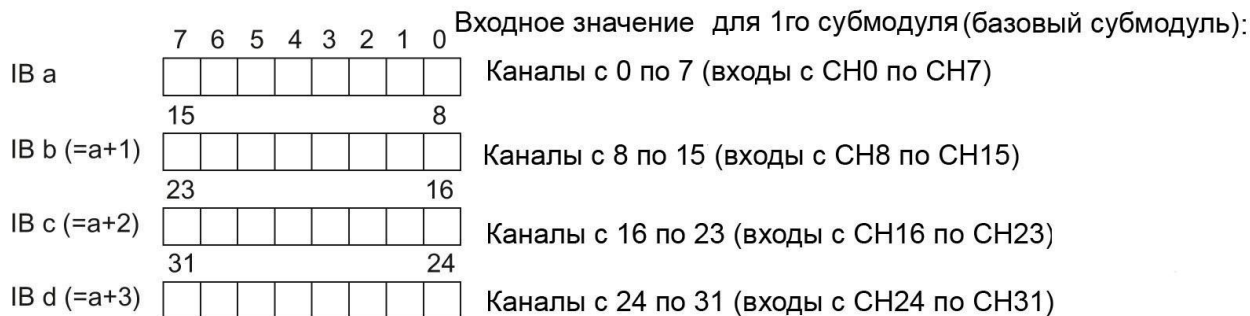 Входное значение для 1го субмодуля (базовый субмодуль):
7 6 5 4 3 2 1 0
IB a Каналы с 0 по 7 (входы с CH0 по CH7)
15 8
IB b (=a+1) Каналы с 8 по 15 (входы с CH8 по CH15)
23 16
IB c (=a+2) Каналы с 16 по 23 (входы с CH16 по CH23)
31 24
IB d (=a+3) Каналы с 24 по 31 (входы с CH24 по CH31)